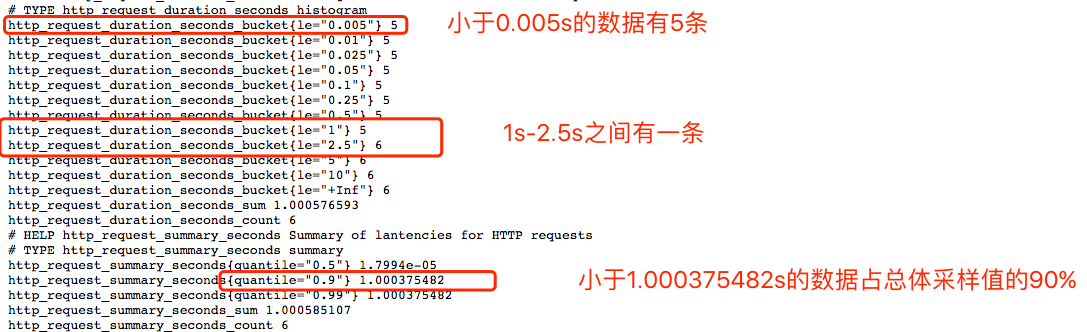 # TYPE http_request_duration_seconds histogram
http_request_duration_seconds_bucket{le="0.005"} 5
小于0.005s的数据有5条
http_request_duration_seconds_bucket{le="0.01"} 5
http_request_duration_seconds_bucket{le="0.025"} 5
http_request_duration_seconds_bucket{le="0.05"} 5
http_request_duration_seconds_bucket{le="0.1"} 5
http_request_duration_seconds_bucket{le="0.25"} 5
http_request_duration_seconds_bucket{le="0.5"} 5
http_request_duration_seconds_bucket{le="1"} 5
1s-2.5s之间有一条
http_request_duration_seconds_bucket{le="2.5"} 6
http_request_duration_seconds_bucket{le="5"} 6
http_request_duration_seconds_bucket{le="10"} 6
http_request_duration_seconds_bucket{le="+Inf"} 6
http_request_duration_seconds_sum 1.000576593
http_request_duration_seconds_count 6
# HELP http_request_summary_seconds Summary of lantencies for HTTP requests
# TYPE http_request_summary_seconds summary
http_request_summary_seconds{quantile="0.5"} 1.7994e-05
http_request_summary_seconds{quantile="0.9"} 1.000375482
小于1.000375482s的数据占总体采样值的90%
http_request_summary_seconds{quantile="0.99"} 1.000375482
http_request_summary_seconds_sum 1.000585107
http_request_summary_seconds_count 6